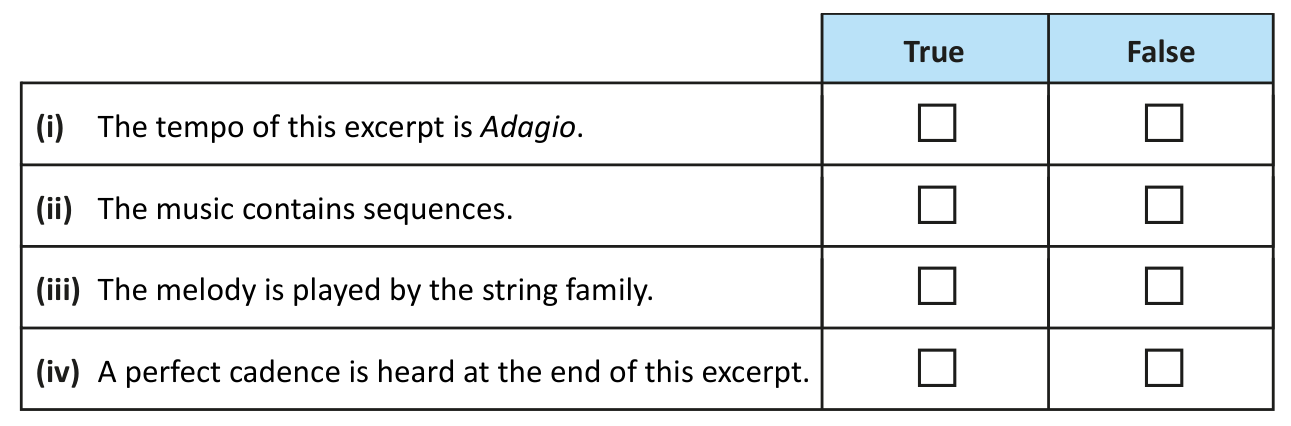 True False
(i) The tempo of this excerpt is Adagio.
(ii) The music contains sequences.
(iii) The melody is played by the string family.
(iv) A perfect cadence is heard at the end of this excerpt.